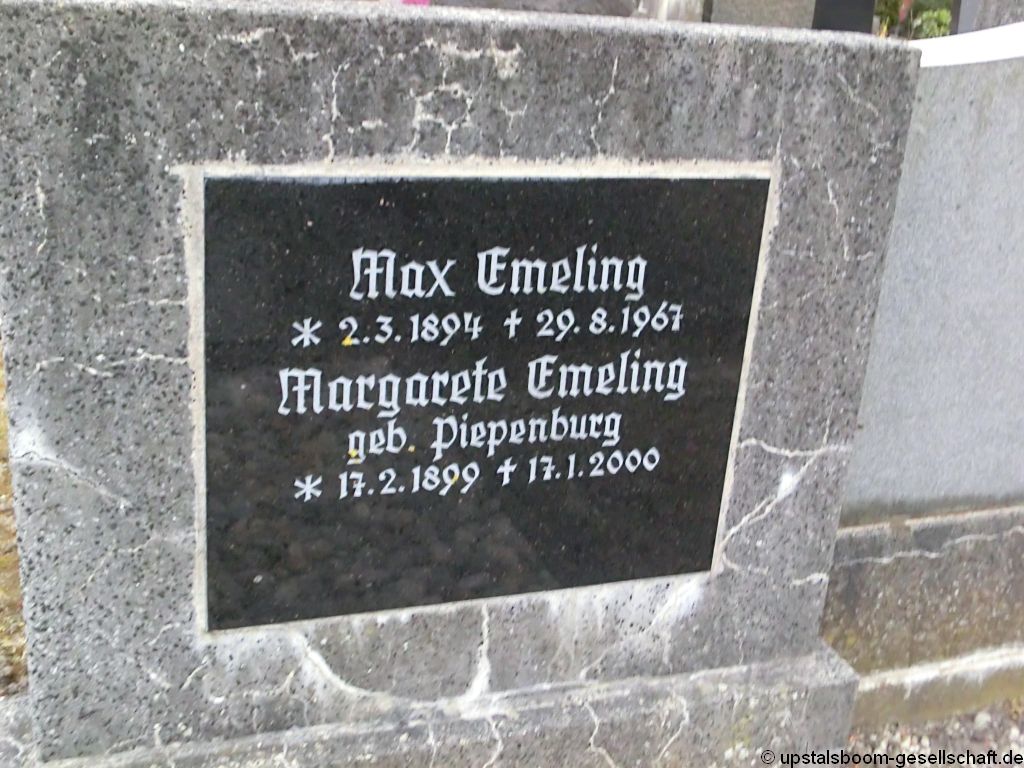 Max Emeling
* 2.3.1894 † 29.8.1967
Margarete Emeling
geb. Piepenburg
* 17.2.1899 † 17.1.2000
© upstalsboom-gesellschaft.de